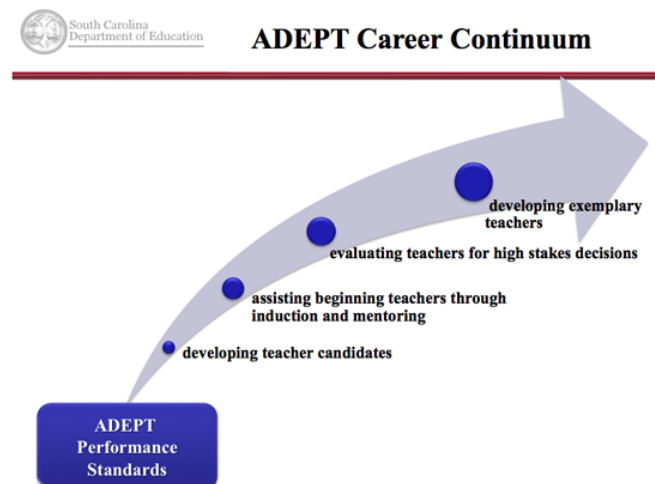 South Carolina
Department of Education
ADEPT Career Continuum
developing exemplary
teachers
evaluating teachers for high stakes decisions
assisting beginning teachers through
induction and mentoring
developing teacher candidates
ADEPT
Performance
Standards